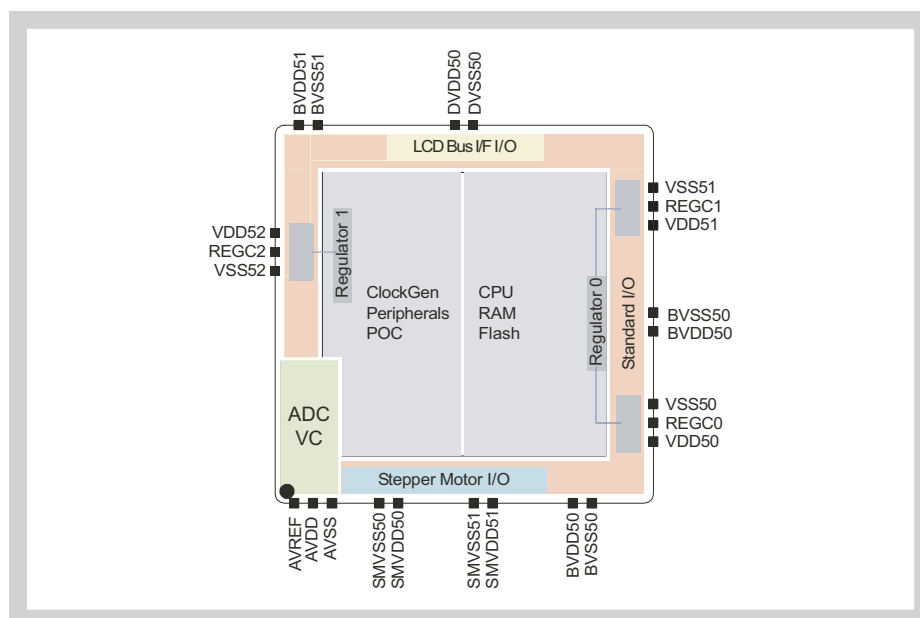 BVDD51
BVSS51
DVDD50
DVSS50
LCD Bus I/F I/O
VSS51
REGC1
VDD51
VDD52
REGC2
VSS52
Regulator 1
ClockGen
Peripherals
POC
CPU
RAM
Flash
Regulator 0
Standard I/O
BVSS50
BVDD50
VSS50
REGC0
VDD50
ADC
VC
Stepper Motor I/O
AVREF
AVDD
AVSS
SMVSS50
SMVDD50
SMVSS51
SMVDD51
BVDD50
BVSS50